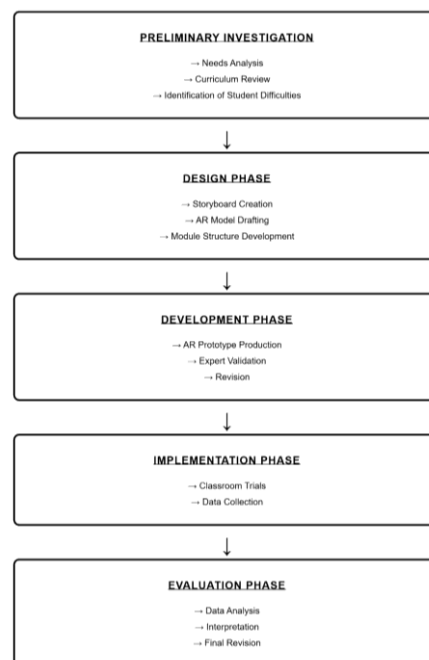 PRELIMINARY INVESTIGATION
→ Needs Analysis
→ Curriculum Review
→ Identification of Student Difficulties
↓
DESIGN PHASE
→ Storyboard Creation
→ AR Model Drafting
→ Module Structure Development
↓
DEVELOPMENT PHASE
→ AR Prototype Production
→ Expert Validation
→ Revision
↓
IMPLEMENTATION PHASE
→ Classroom Trials
→ Data Collection
↓
EVALUATION PHASE
→ Data Analysis
→ Interpretation
→ Final Revision